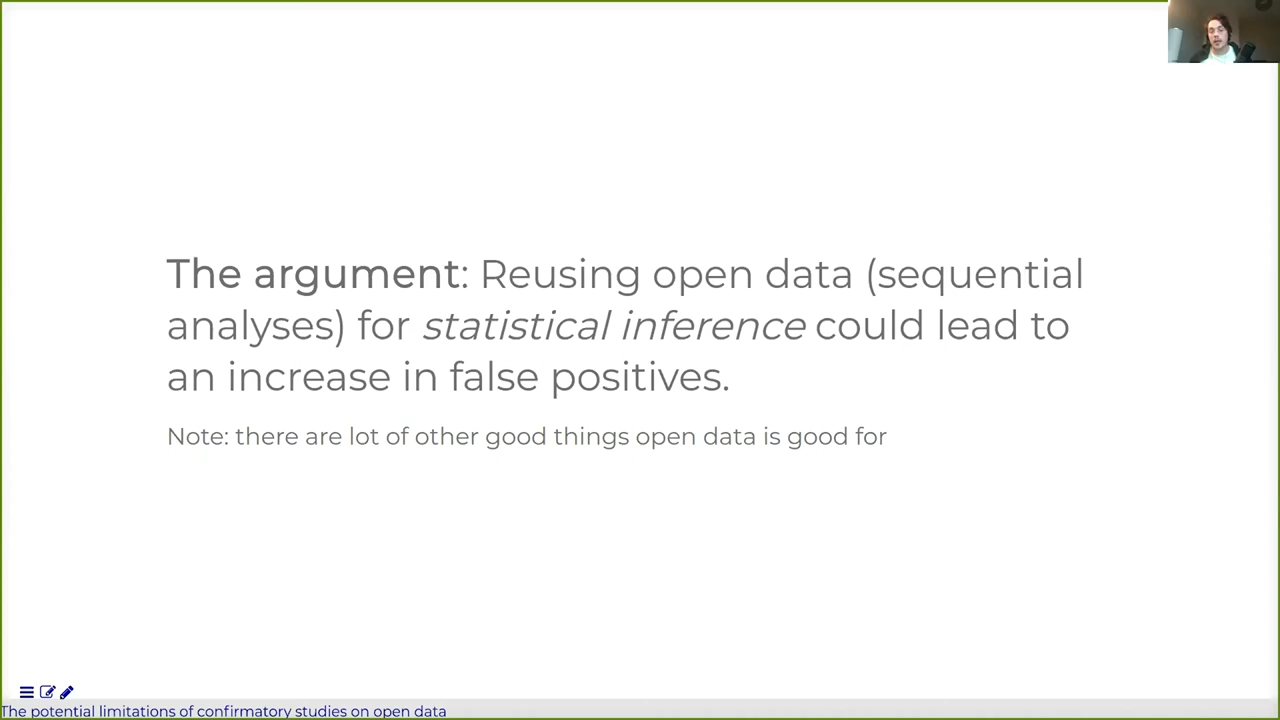 The argument: Reusing open data (sequential
analyses) for statistical inference could lead to
an increase in false positives.
Note: there are lot of other good things open data is good for
The potential limitations of confirmatory studies on open data